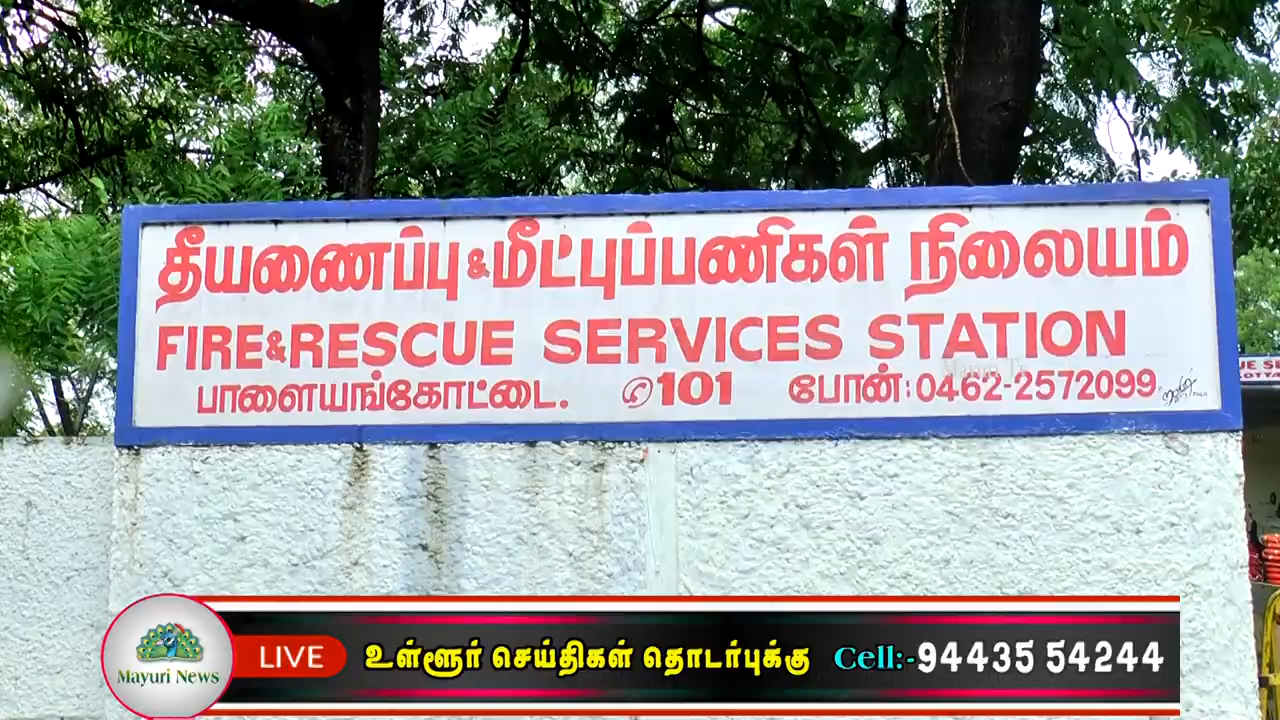 தீயணைப்பு & மீட்புப்பணிகள் நிலையம்
FIRE & RESCUE SERVICES STATION
பாளையங்கோட்டை. ✆101 போன்: 0462-2572099
Mayuri News
LIVE உள்ளூர் செய்திகள் தொடர்புக்கு Cell:-94435 54244